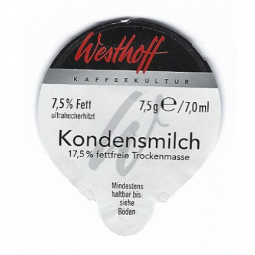 Westhoff
KAFFEEKULTUR
7,5% Fett
ultrahocherhitzt
7,5g e / 7,0 ml
Kondensmilch
17,5% fettfreie Trockenmasse
Mindestens
haltbar bis:
siehe
Boden